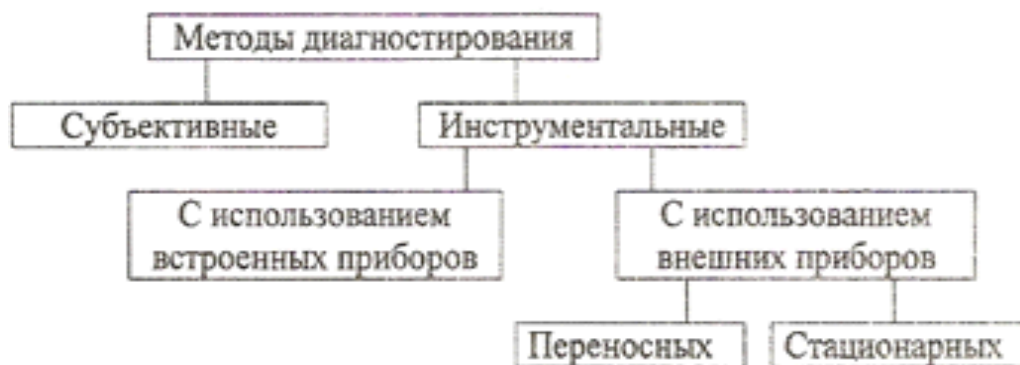 Методы диагностирования
Субъективные
Инструментальные
С использованием
встроенных приборов
С использованием
внешних приборов
Переносных
Стационарных